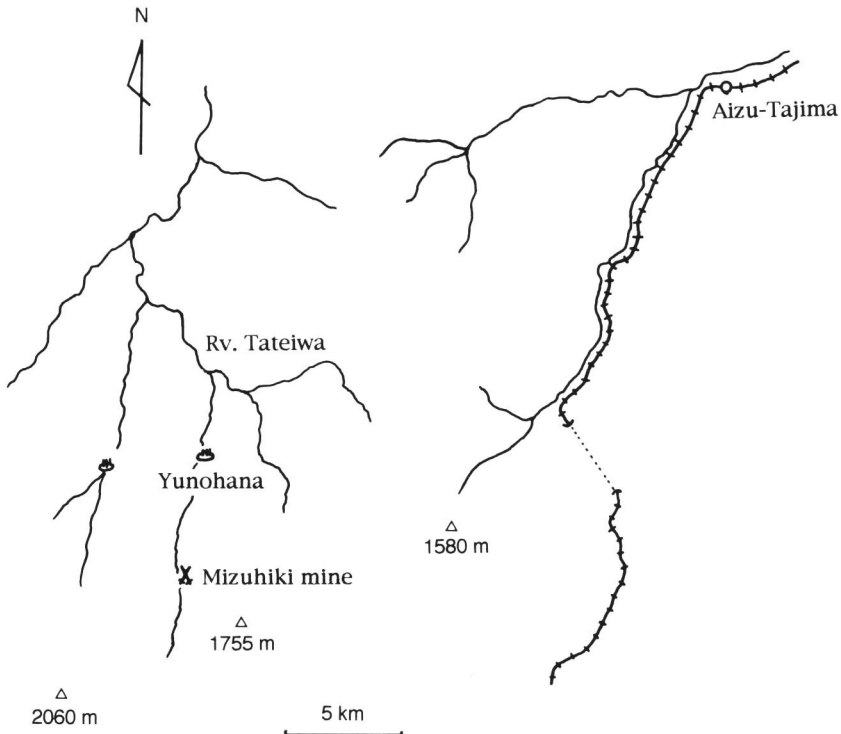 N
Aizu-Tajima
Rv. Tateiwa
Yunohana
1580 m
Mizuhiki mine
1755 m
2060 m
5 km